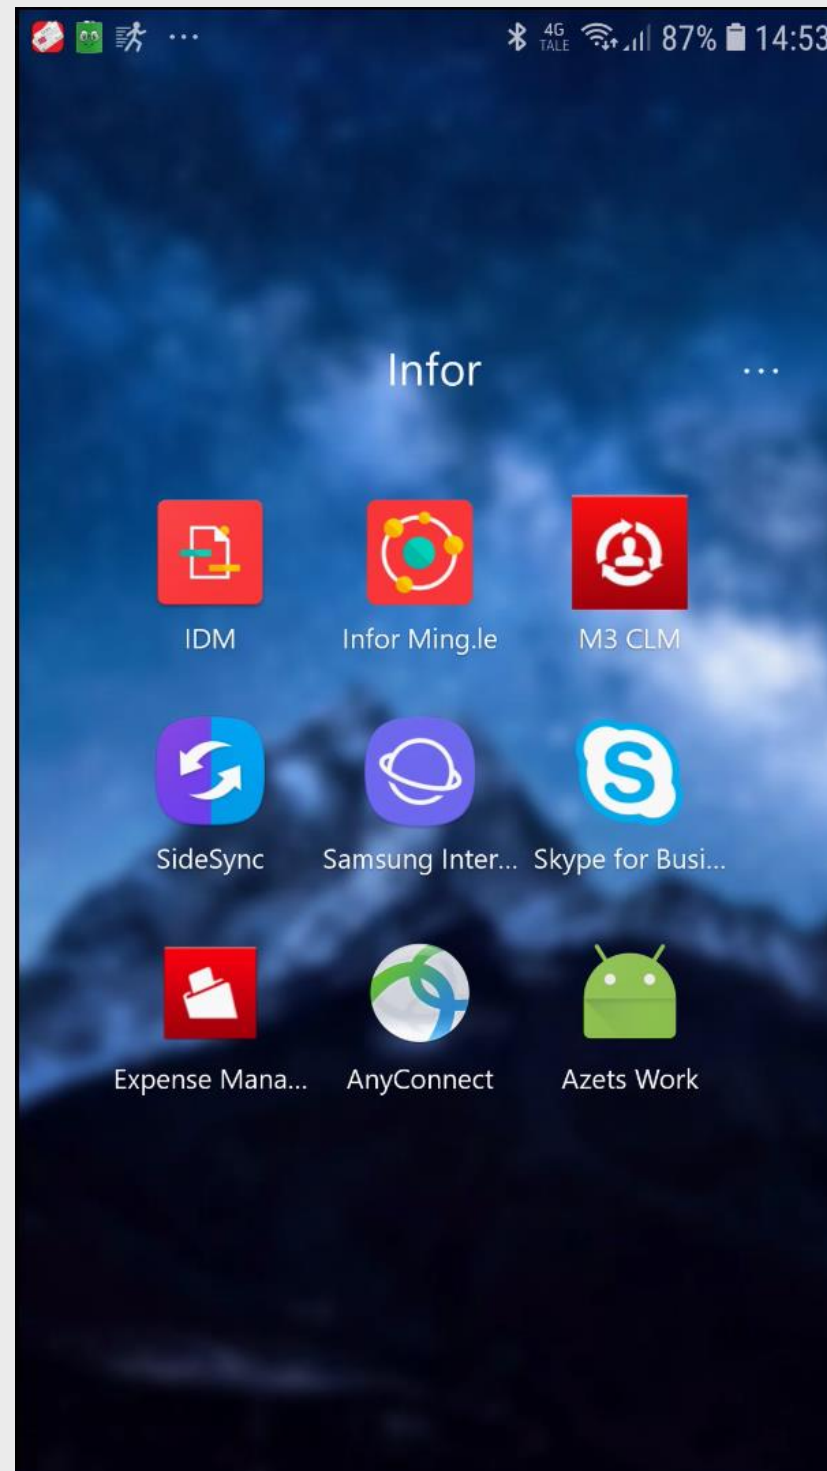 4G
TALE
87% 14:53
Infor
...
IDM Infor Ming.le M3 CLM
S
SideSync Samsung Inter... Skype for Busi...
Expense Mana... AnyConnect Azets Work